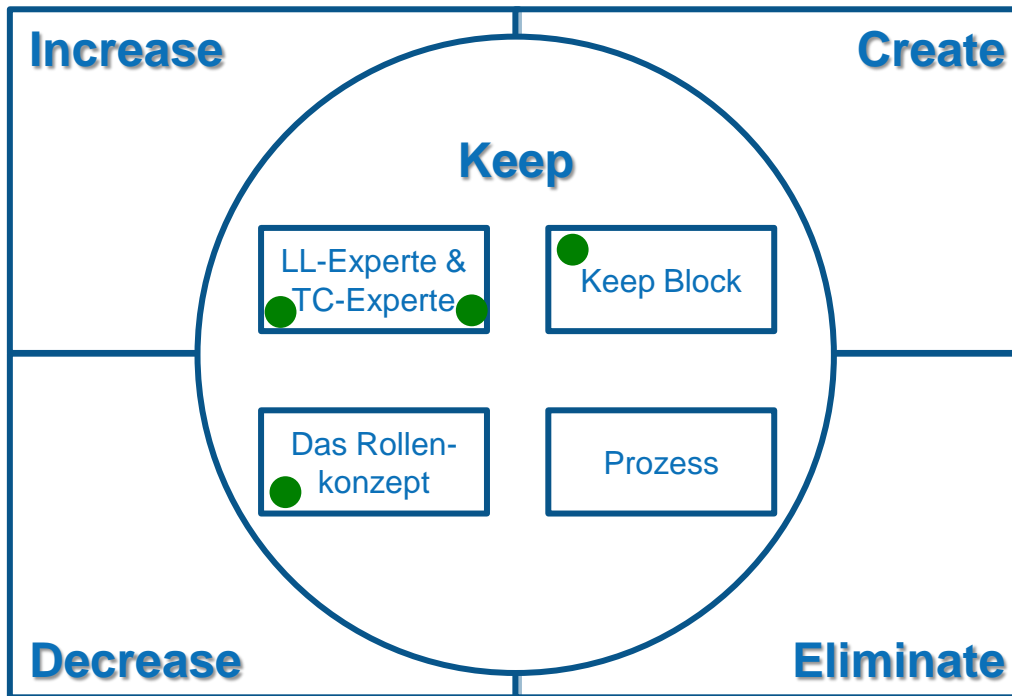 Increase
Create
Keep
LL-Experte &
TC-Experte
Keep Block
Das Rollen-
konzept
Prozess
Decrease
Eliminate